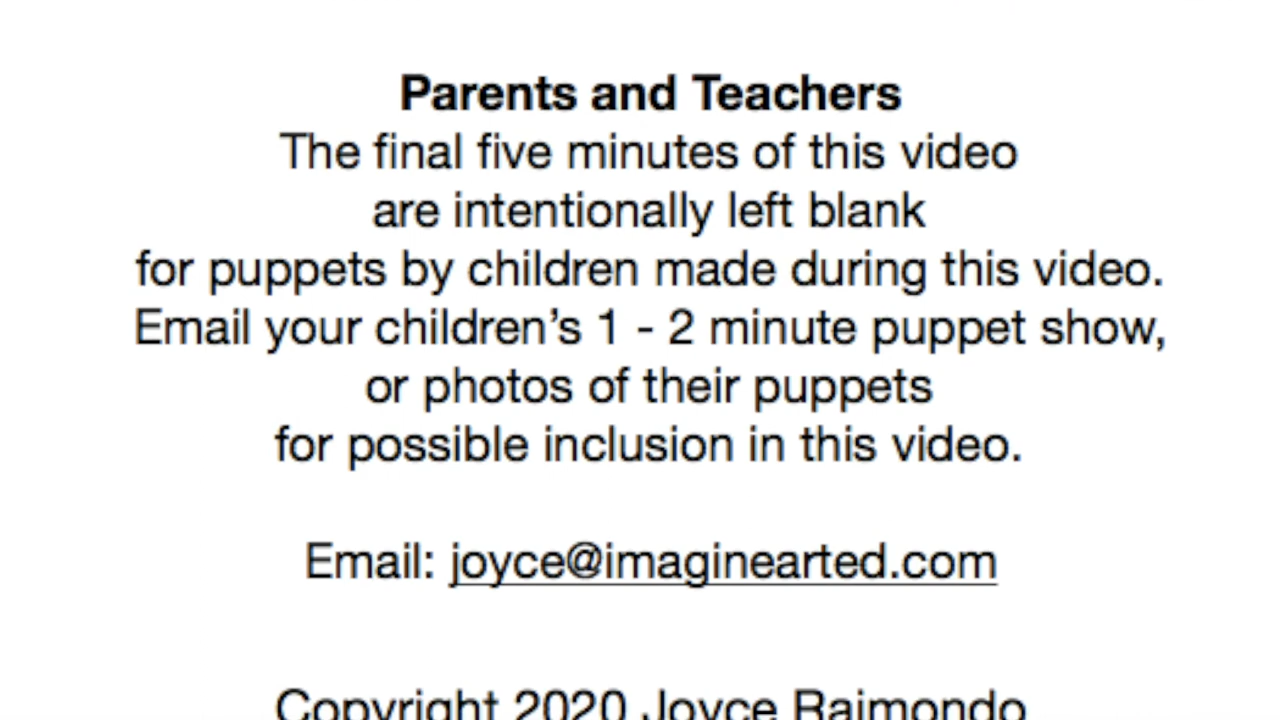 Parents and Teachers
The final five minutes of this video
are intentionally left blank
for puppets by children made during this video.
Email your children’s 1 - 2 minute puppet show,
or photos of their puppets
for possible inclusion in this video.
Email: joyce@imaginearted.com
Copyright 2020 Joyce Raimondo